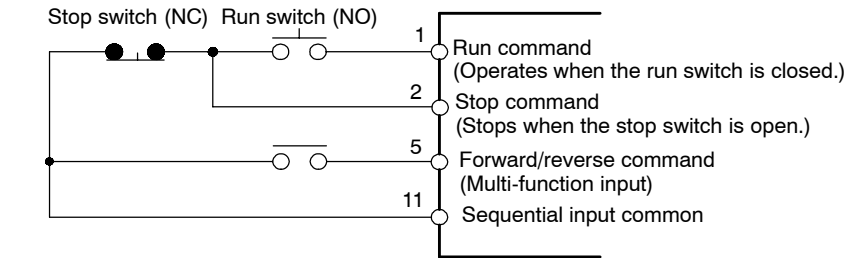 Stop switch (NC) Run switch (NO)
1
Run command
(Operates when the run switch is closed.)
2
Stop command
(Stops when the stop switch is open.)
5
Forward/reverse command
(Multi-function input)
11
Sequential input common